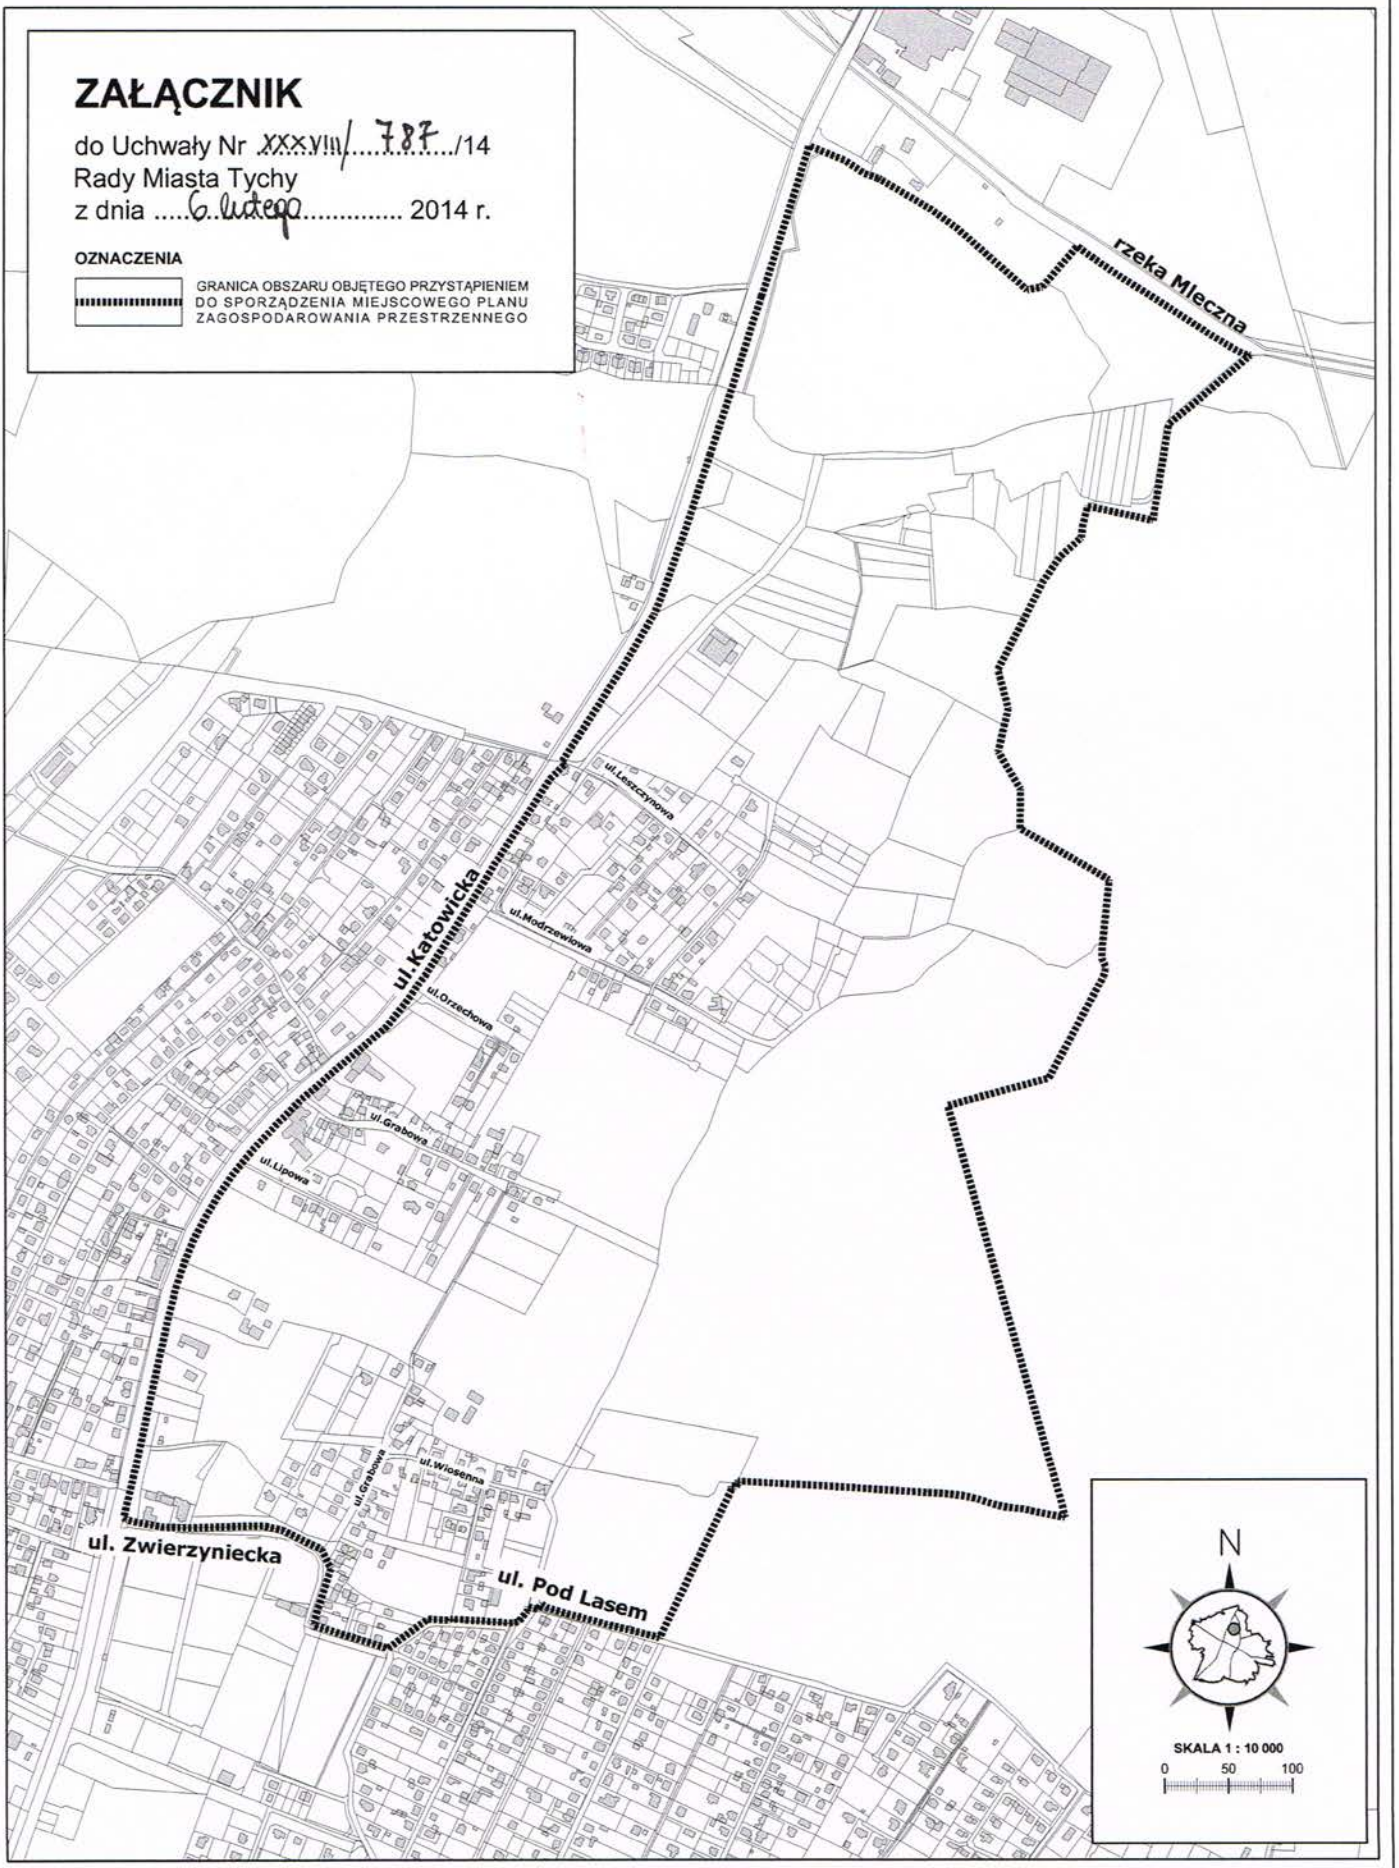 ZAŁĄCZNIK
do Uchwały Nr XXXVIII/ 787 /14
Rady Miasta Tychy
z dnia ..... 6 lutego ............... 2014 r.
OZNACZENIA
GRANICA OBSZARU OBJĘTEGO PRZYSTĄPIENIEM
DO SPORZĄDZENIA MIEJSCOWEGO PLANU
ZAGOSPODAROWANIA PRZESTRZENNEGO
rzeka Mleczna
ul.Leszczynowa
ul.Katowicka
ul.Modrzewiowa
ul.Orzechowa
ul.Grabowa
ul.Lipowa
ul.Grabowa
ul.Wiosenna
ul. Zwierzyniecka
ul. Pod Lasem
N
SKALA 1 : 10 000
0 50 100